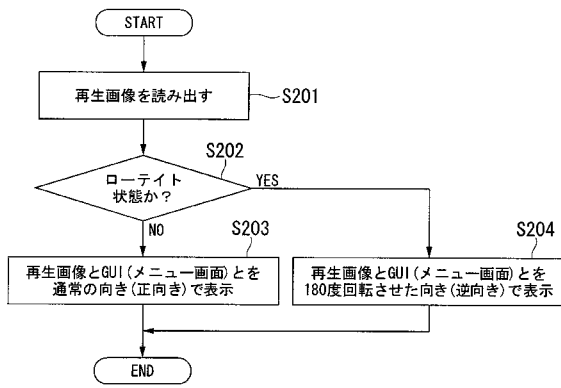 START
再生画像を読み出す
S201
S202
ローテイト
状態か?
YES
NO
S203
S204
再生画像とGUI(メニュー画面)とを
通常の向き(正向き)で表示
再生画像とGUI(メニュー画面)とを
180度回転させた向き(逆向き)で表示
END